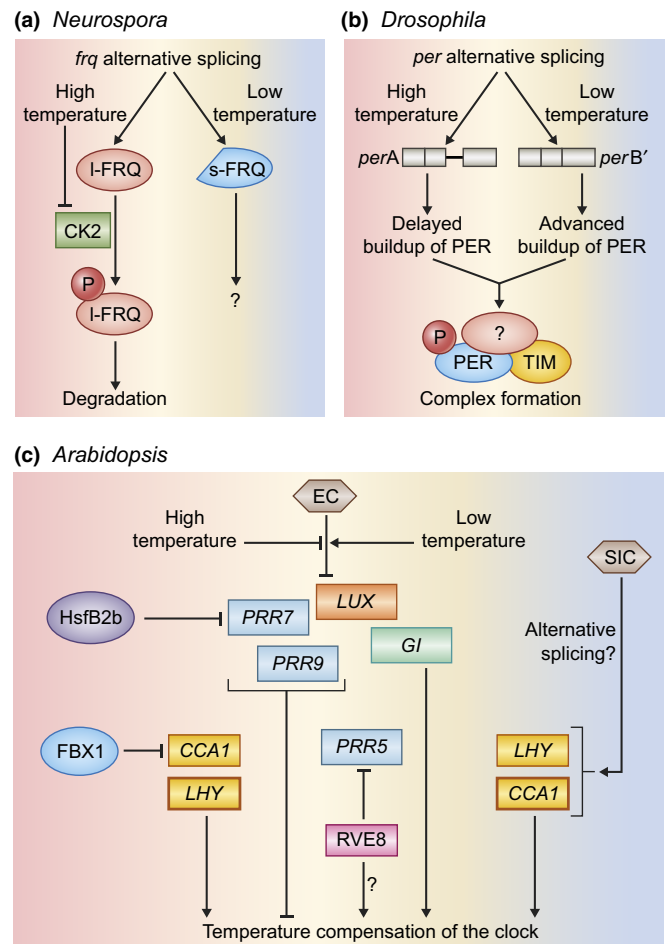 (a) Neurospora
frq alternative splicing
High
temperature
Low
temperature
l-FRQ
s-FRQ
CK2
P
l-FRQ
?
Degradation
(b) Drosophila
per alternative splicing
High
temperature
Low
temperature
perA
perB′
Delayed
buildup of PER
Advanced
buildup of PER
?
P
PER
TIM
Complex formation
(c) Arabidopsis
EC
High
temperature
Low
temperature
SIC
HsfB2b
PRR7
LUX
GI
Alternative
splicing?
PRR9
FBX1
CCA1
PRR5
LHY
LHY
CCA1
RVE8
?
Temperature compensation of the clock